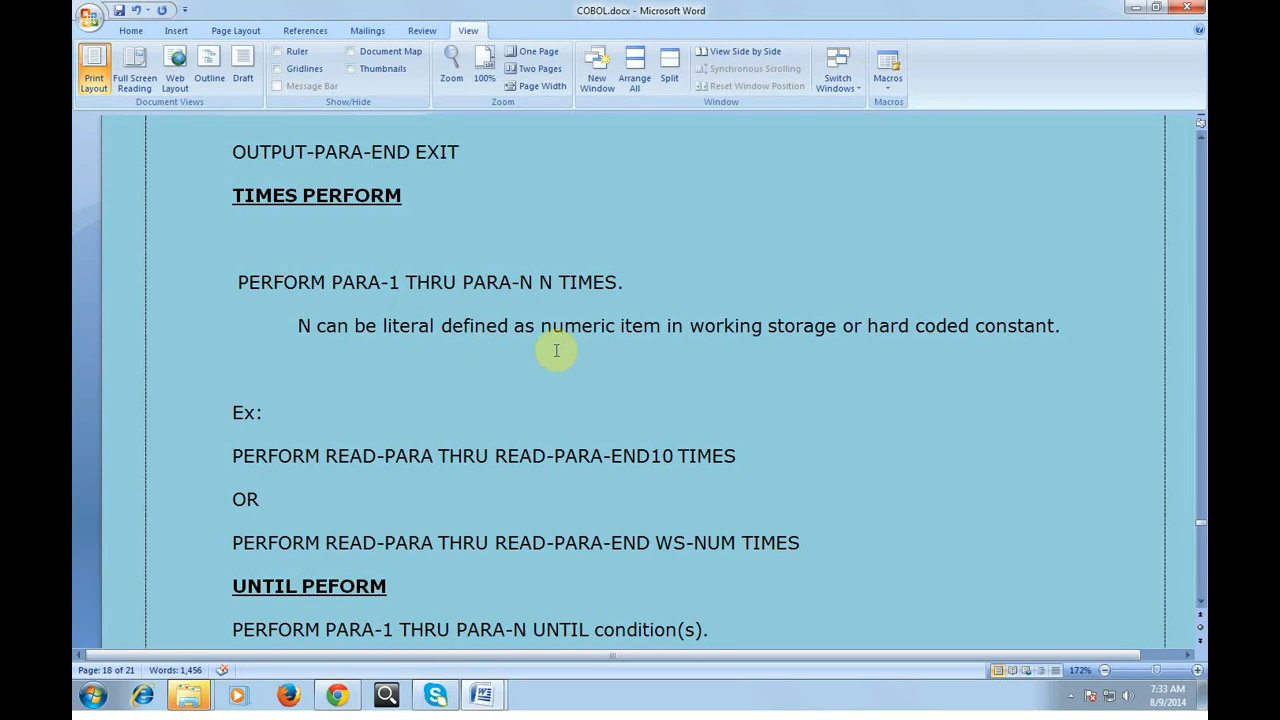 COBOL.docx - Microsoft Word
Home Insert Page Layout References Mailings Review View
Print Layout
Full Screen Reading
Web Layout
Outline
Draft
Document Views
Ruler
Gridlines
Message Bar
Document Map
Thumbnails
Show/Hide
Zoom
100%
One Page
Two Pages
Page Width
Zoom
New Window
Arrange All
Split
View Side by Side
Synchronous Scrolling
Reset Window Position
Window
Switch Windows
Macros
Macros
OUTPUT-PARA-END EXIT
TIMES PERFORM
PERFORM PARA-1 THRU PARA-N N TIMES.
N can be literal defined as numeric item in working storage or hard coded constant.
Ex:
PERFORM READ-PARA THRU READ-PARA-END10 TIMES
OR
PERFORM READ-PARA THRU READ-PARA-END WS-NUM TIMES
UNTIL PEFORM
PERFORM PARA-1 THRU PARA-N UNTIL condition(s).
Page: 18 of 21 Words: 1,456 172%
7:33 AM
8/9/2014